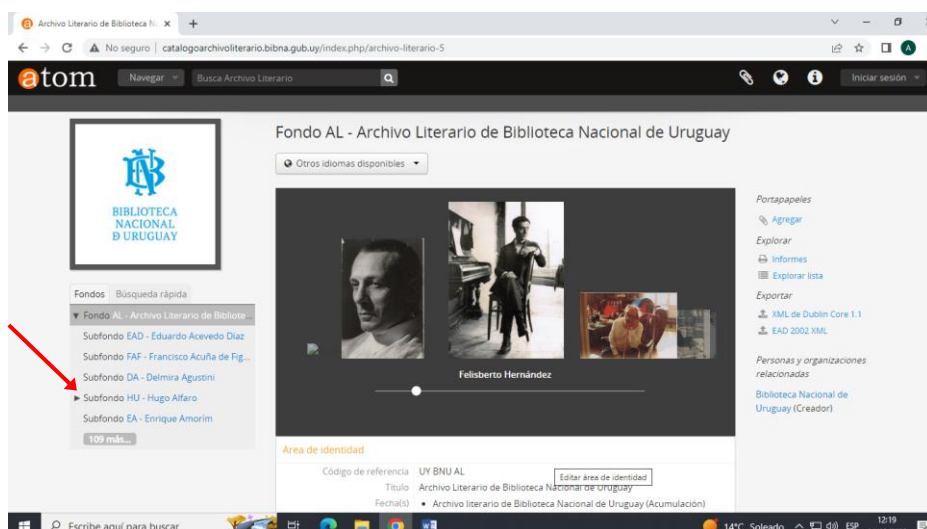 Archivo Literario de Biblioteca N
No seguro | catalogoarchivoliterario.bibna.gub.uy/index.php/archivo-literario-5
A
atom
Navegar
Busca Archivo Literario
Iniciar sesión
BIBLIOTECA
NACIONAL
D URUGUAY
Fondos Búsqueda rápida
Fondo AL - Archivo Literario de Bibliote...
Subfondo EAD - Eduardo Acevedo Díaz
Subfondo FAF - Francisco Acuña de Fig...
Subfondo DA - Delmira Agustini
Subfondo HU - Hugo Alfaro
Subfondo EA - Enrique Amorim
109 más...
Fondo AL - Archivo Literario de Biblioteca Nacional de Uruguay
Otros idiomas disponibles
Felisberto Hernández
Area de identidad
Código de referencia UY BNU AL
Título Archivo Literario de Biblioteca Nacional de Uruguay
Fecha(s) • Archivo literario de Biblioteca Nacional de Uruguay (Acumulación)
Editar área de identidad
Portapapeles
Agregar
Explorar
Informes
Explorar lista
Exportar
XML de Dublin Core 1.1
EAD 2002 XML
Personas y organizaciones
relacionadas
Biblioteca Nacional de
Uruguay (Creador)
Escribe aquí para buscar
14°C Soleado
ESP
12:19